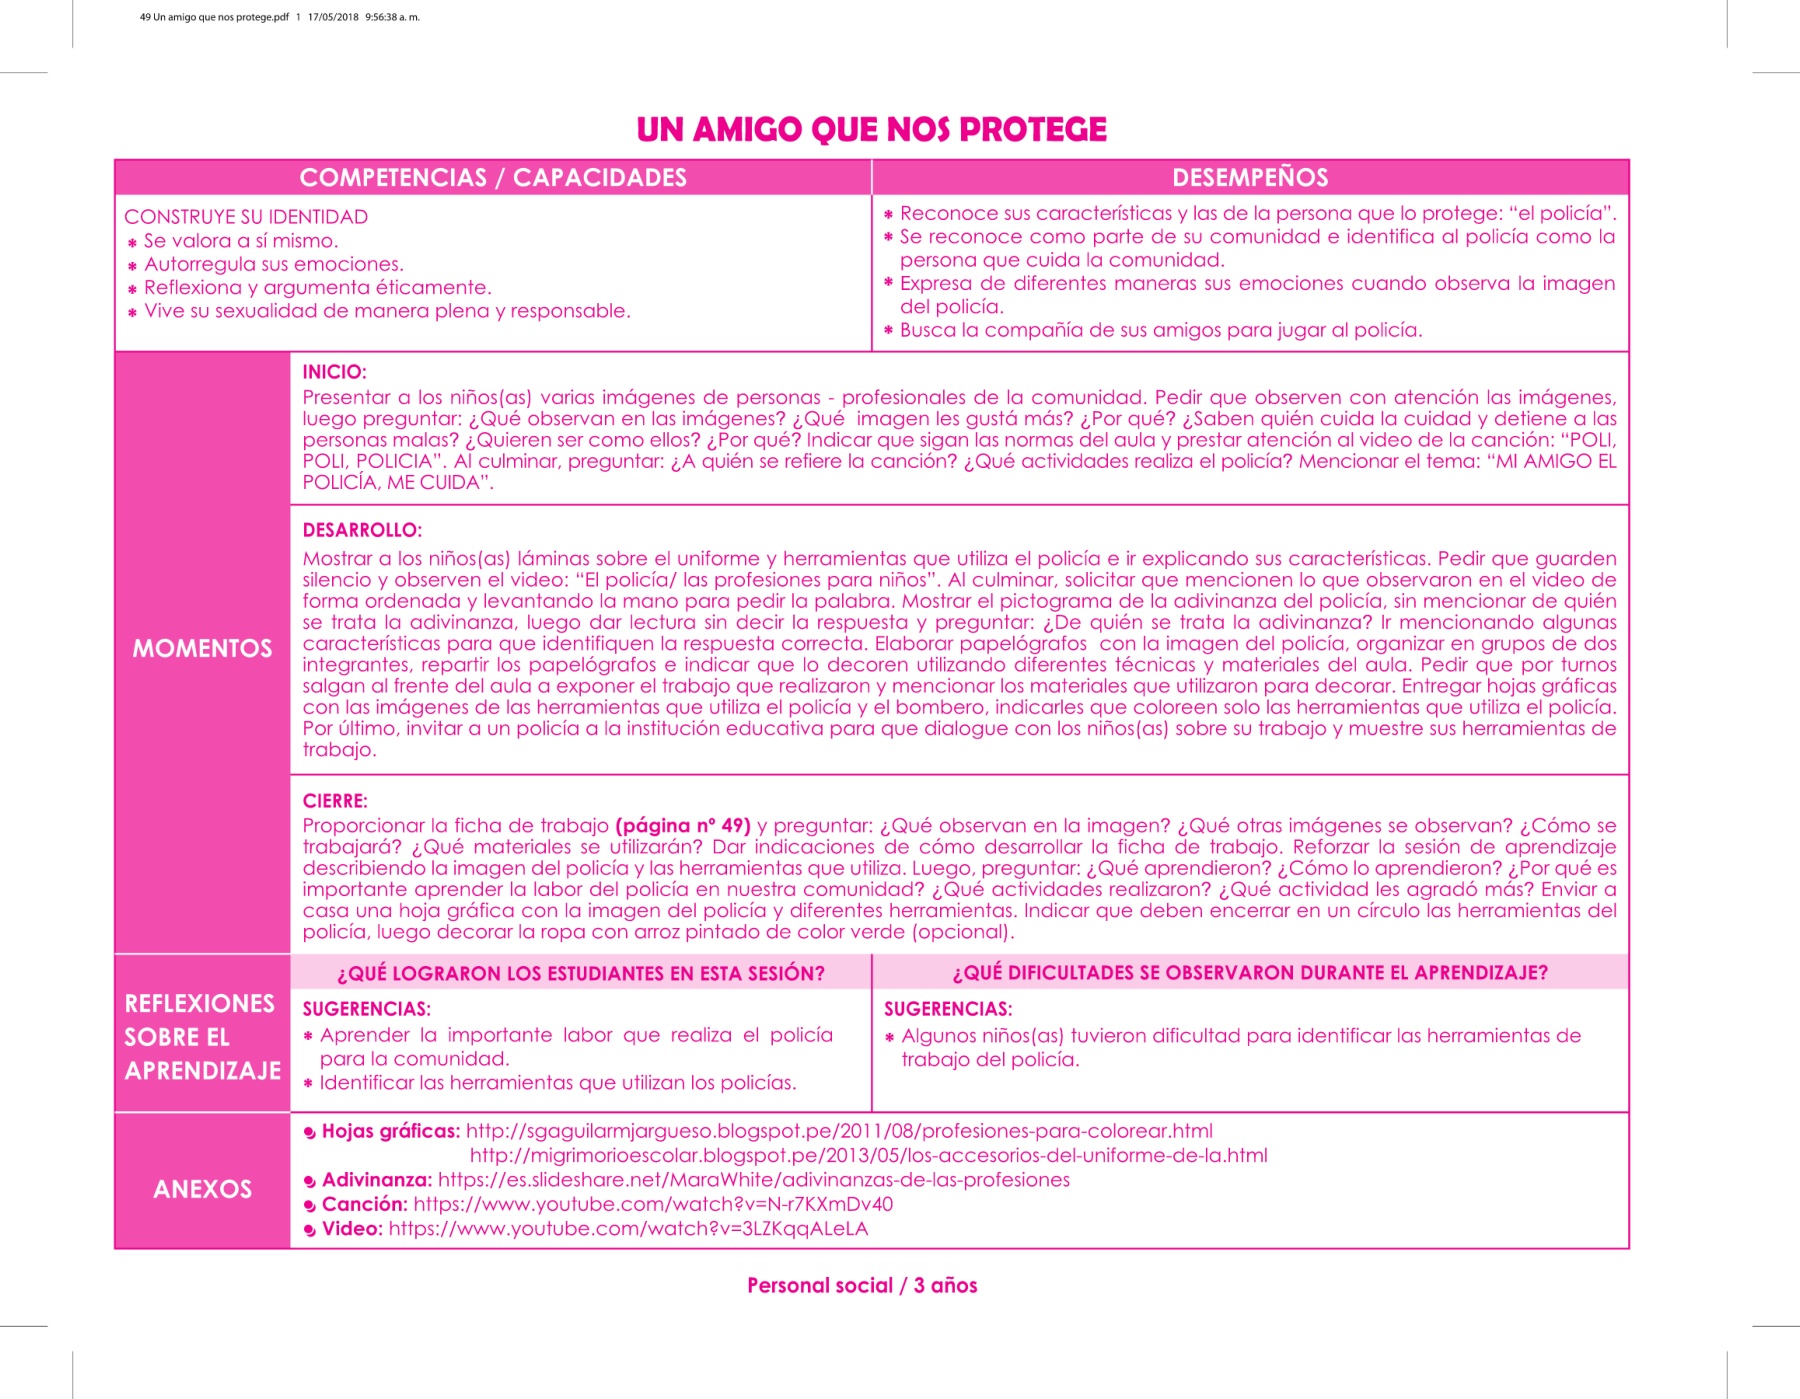 49 Un amigo que nos protege.pdf   1   17/05/2018   9:56:38 a. m.
UN AMIGO QUE NOS PROTEGE
COMPETENCIAS / CAPACIDADES
DESEMPEÑOS
CONSTRUYE SU IDENTIDAD
* Se valora a sí mismo.
* Autorregula sus emociones.
* Reflexiona y argumenta éticamente.
* Vive su sexualidad de manera plena y responsable.
* Reconoce sus características y las de la persona que lo protege: “el policía”.
* Se reconoce como parte de su comunidad e identifica al policía como la
persona que cuida la comunidad.
* Expresa de diferentes maneras sus emociones cuando observa la imagen
del policía.
* Busca la compañía de sus amigos para jugar al policía.
MOMENTOS
INICIO:
Presentar a los niños(as) varias imágenes de personas - profesionales de la comunidad. Pedir que observen con atención las imágenes,
luego preguntar: ¿Qué observan en las imágenes? ¿Qué  imagen les gustá más? ¿Por qué? ¿Saben quién cuida la cuidad y detiene a las
personas malas? ¿Quieren ser como ellos? ¿Por qué? Indicar que sigan las normas del aula y prestar atención al video de la canción: “POLI,
POLI, POLICIA”. Al culminar, preguntar: ¿A quién se refiere la canción? ¿Qué actividades realiza el policía? Mencionar el tema: “MI AMIGO EL
POLICÍA, ME CUIDA”.
DESARROLLO:
Mostrar a los niños(as) láminas sobre el uniforme y herramientas que utiliza el policía e ir explicando sus características. Pedir que guarden
silencio y observen el video: “El policía/ las profesiones para niños”. Al culminar, solicitar que mencionen lo que observaron en el video de
forma ordenada y levantando la mano para pedir la palabra. Mostrar el pictograma de la adivinanza del policía, sin mencionar de quién
se trata la adivinanza, luego dar lectura sin decir la respuesta y preguntar: ¿De quién se trata la adivinanza? Ir mencionando algunas
características para que identifiquen la respuesta correcta. Elaborar papelógrafos  con la imagen del policía, organizar en grupos de dos
integrantes, repartir los papelógrafos e indicar que lo decoren utilizando diferentes técnicas y materiales del aula. Pedir que por turnos
salgan al frente del aula a exponer el trabajo que realizaron y mencionar los materiales que utilizaron para decorar. Entregar hojas gráficas
con las imágenes de las herramientas que utiliza el policía y el bombero, indicarles que coloreen solo las herramientas que utiliza el policía.
Por último, invitar a un policía a la institución educativa para que dialogue con los niños(as) sobre su trabajo y muestre sus herramientas de
trabajo.
CIERRE:
Proporcionar la ficha de trabajo (página nº 49) y preguntar: ¿Qué observan en la imagen? ¿Qué otras imágenes se observan? ¿Cómo se
trabajará? ¿Qué materiales se utilizarán? Dar indicaciones de cómo desarrollar la ficha de trabajo. Reforzar la sesión de aprendizaje
describiendo la imagen del policía y las herramientas que utiliza. Luego, preguntar: ¿Qué aprendieron? ¿Cómo lo aprendieron? ¿Por qué es
importante aprender la labor del policía en nuestra comunidad? ¿Qué actividades realizaron? ¿Qué actividad les agradó más? Enviar a
casa una hoja gráfica con la imagen del policía y diferentes herramientas. Indicar que deben encerrar en un círculo las herramientas del
policía, luego decorar la ropa con arroz pintado de color verde (opcional).
REFLEXIONES
SOBRE EL
APRENDIZAJE
¿QUÉ LOGRARON LOS ESTUDIANTES EN ESTA SESIÓN?
SUGERENCIAS:
* Aprender la importante labor que realiza el policía
para la comunidad.
* Identificar las herramientas que utilizan los policías.
¿QUÉ DIFICULTADES SE OBSERVARON DURANTE EL APRENDIZAJE?
SUGERENCIAS:
* Algunos niños(as) tuvieron dificultad para identificar las herramientas de
trabajo del policía.
ANEXOS
Hojas gráficas: http://sgaguilarmjargueso.blogspot.pe/2011/08/profesiones-para-colorear.html
http://migrimorioescolar.blogspot.pe/2013/05/los-accesorios-del-uniforme-de-la.html
Adivinanza: https://es.slideshare.net/MaraWhite/adivinanzas-de-las-profesiones
Canción: https://www.youtube.com/watch?v=N-r7KXmDv40
Video: https://www.youtube.com/watch?v=3LZKqqALeLA
Personal social / 3 años